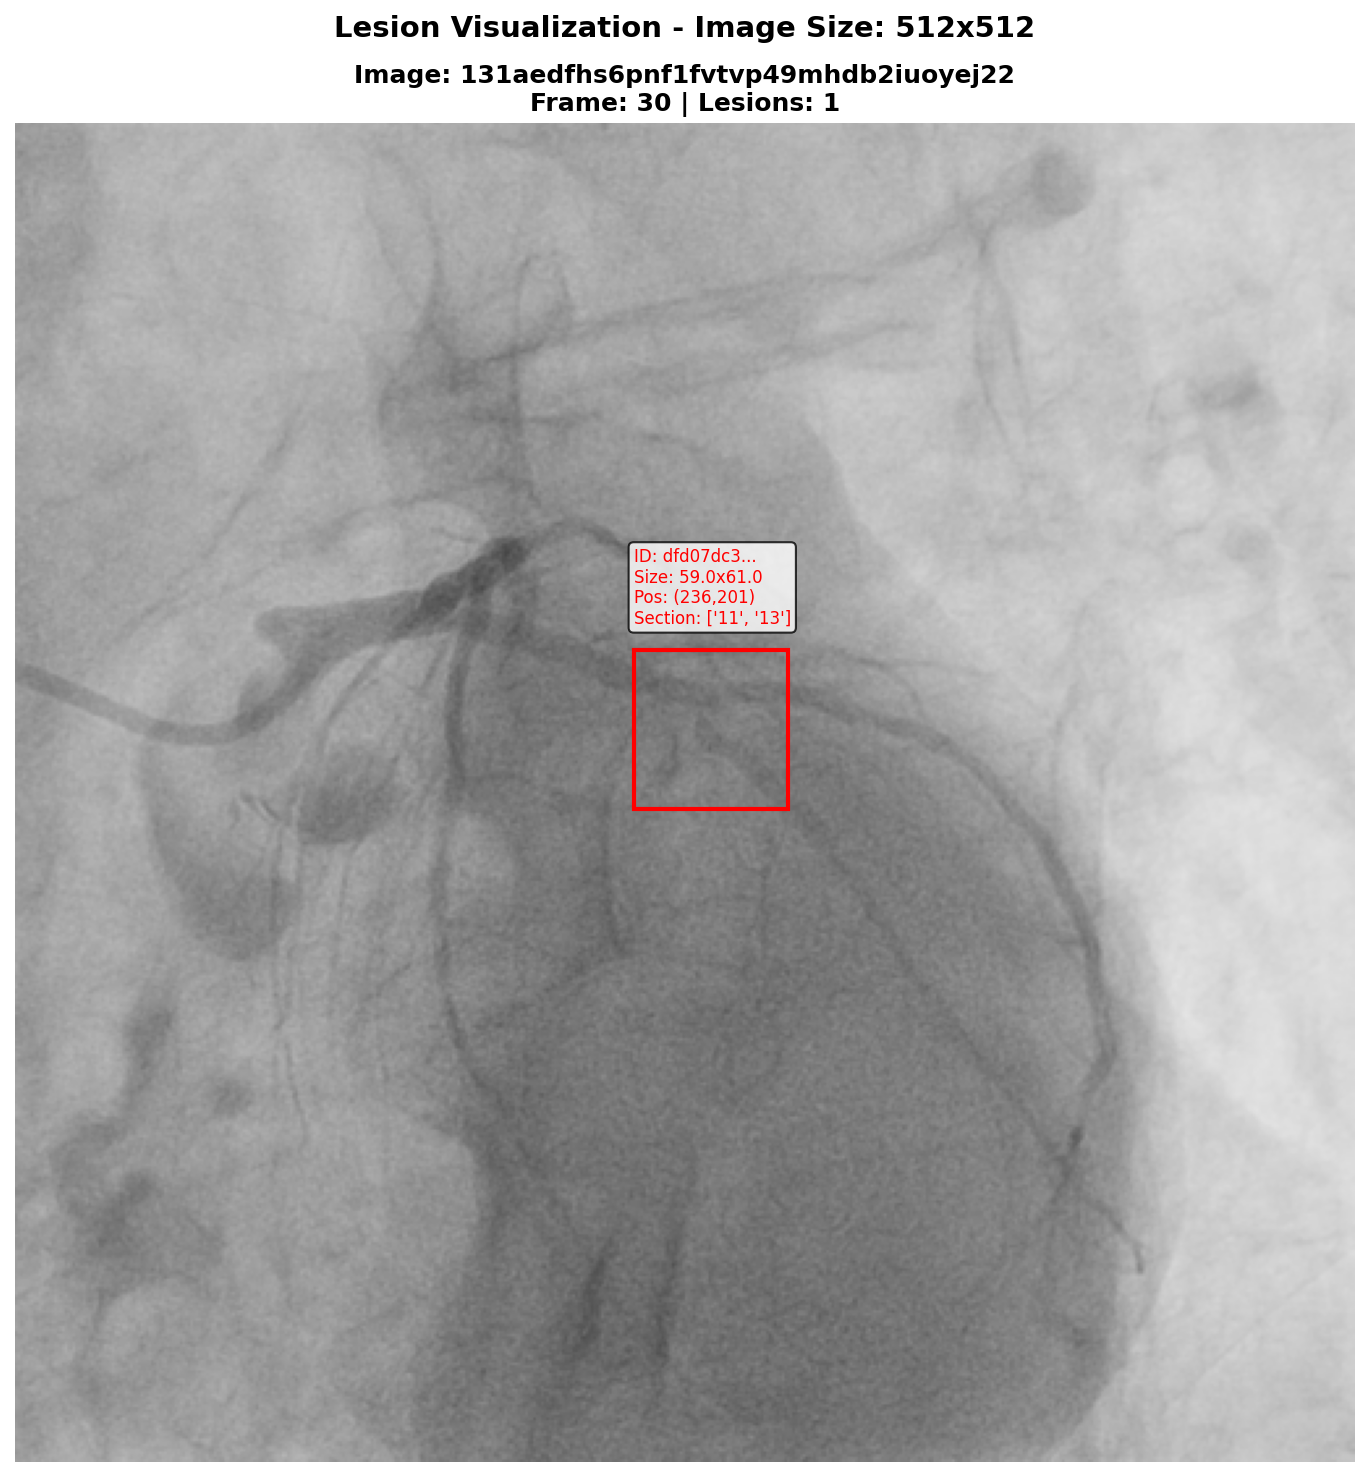 Lesion Visualization - Image Size: 512x512
Image: 131aedfhs6pnf1fvtvp49mhdb2iuoyej22
Frame: 30 | Lesions: 1
ID: dfd07dc3...
Size: 59.0x61.0
Pos: (236,201)
Section: ['11', '13']